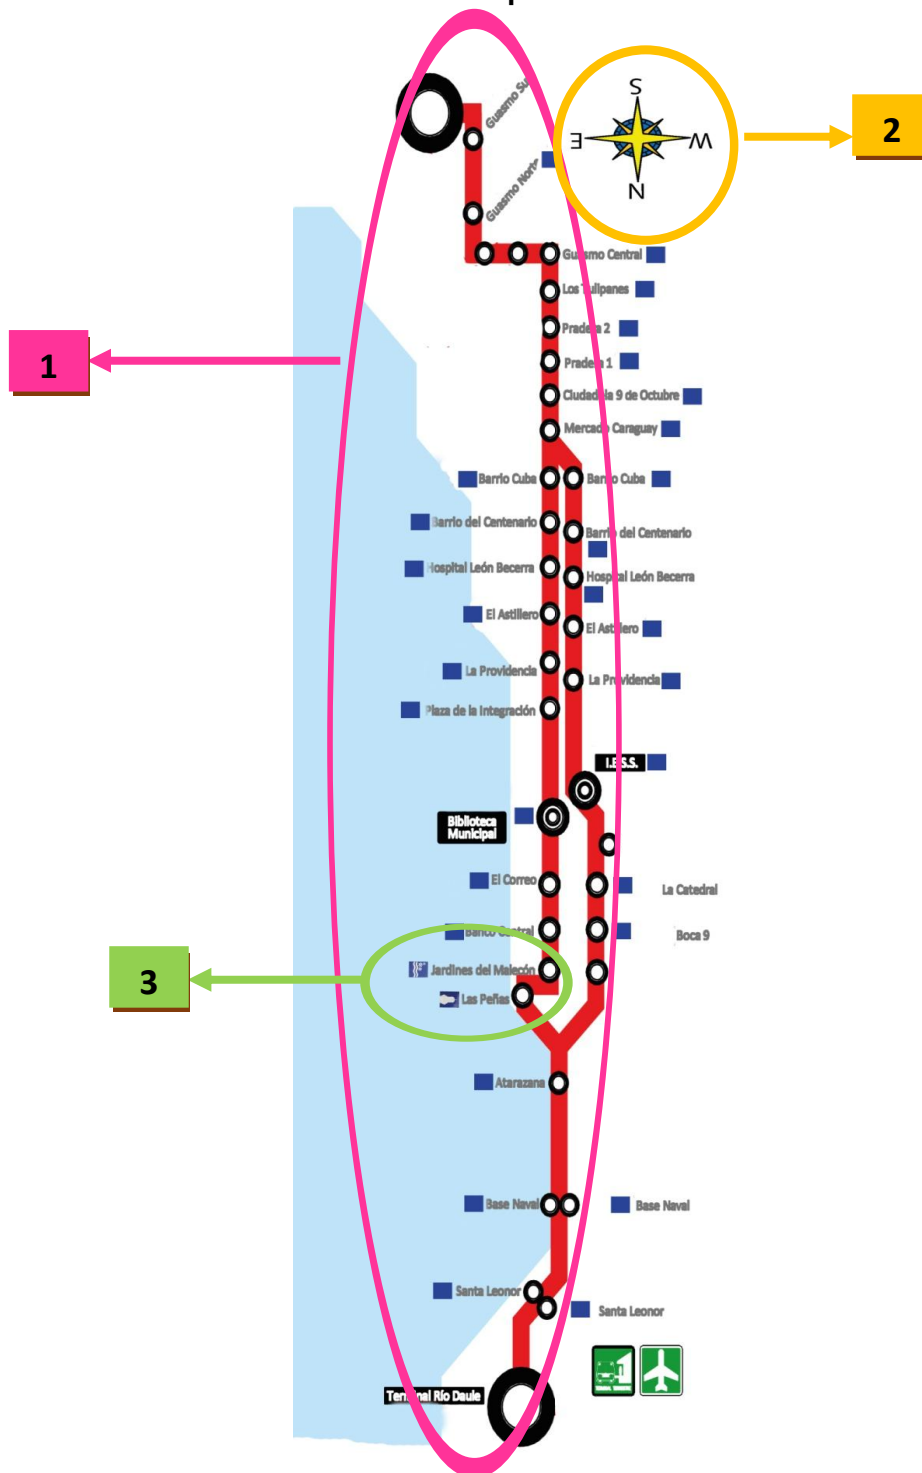 Guasmo Sur
S
E
W
N
2
Guasmo Norte
Guasmo Central
Los Tulipanes
Pradera 2
1
Pradera 1
Ciudadela 9 de Octubre
Mercado Caraguay
Barrio Cuba
Barrio Cuba
Barrio del Centenario
Barrio del Centenario
Hospital León Becerra
Hospital León Becerra
El Astillero
El Astillero
La Providencia
La Providencia
Plaza de la Integración
I.E.S.S.
Biblioteca
Municipal
El Correo
La Catedral
Banco Central
Boca 9
3
Jardines del Malecón
Las Peñas
Atarazana
Base Naval
Base Naval
Santa Leonor
Santa Leonor
Terminal Río Daule